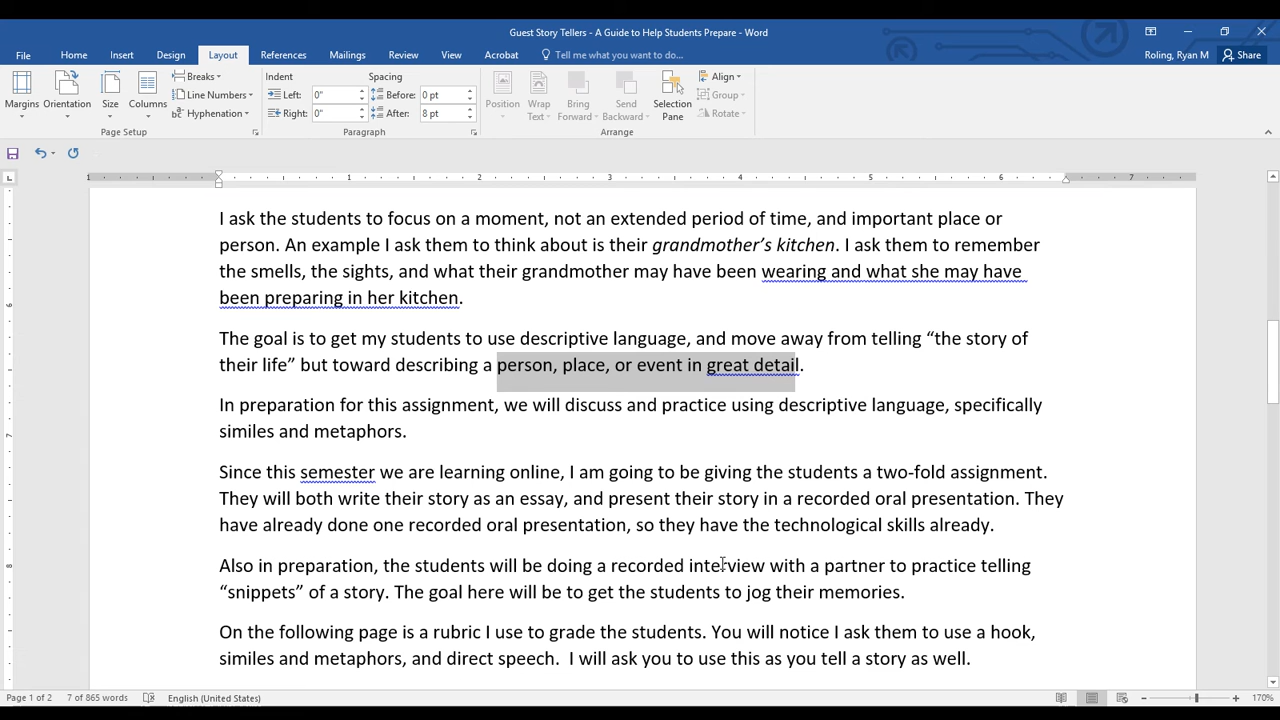 Guest Story Tellers - A Guide to Help Students Prepare - Word
File Home Insert Design Layout References Mailings Review View Acrobat Tell me what you want to do... Roling, Ryan M Share
Breaks Indent Spacing Align
Line Numbers Left: 0" Before: 0 pt Group
Margins Orientation Size Columns Position Wrap Text Bring Forward Send Backward Selection Pane
Hyphenation Right: 0" After: 8 pt Rotate
Page Setup Paragraph Arrange
1 1 2 3 4 5 6 7
I ask the students to focus on a moment, not an extended period of time, and important place or
person. An example I ask them to think about is their grandmother’s kitchen. I ask them to remember
the smells, the sights, and what their grandmother may have been wearing and what she may have
been preparing in her kitchen.
The goal is to get my students to use descriptive language, and move away from telling “the story of
their life” but toward describing a person, place, or event in great detail.
In preparation for this assignment, we will discuss and practice using descriptive language, specifically
similes and metaphors.
Since this semester we are learning online, I am going to be giving the students a two-fold assignment.
They will both write their story as an essay, and present their story in a recorded oral presentation. They
have already done one recorded oral presentation, so they have the technological skills already.
Also in preparation, the students will be doing a recorded interview with a partner to practice telling
“snippets” of a story. The goal here will be to get the students to jog their memories.
On the following page is a rubric I use to grade the students. You will notice I ask them to use a hook,
similes and metaphors, and direct speech.  I will ask you to use this as you tell a story as well.
6
7
8
Page 1 of 2 7 of 865 words English (United States) 170%